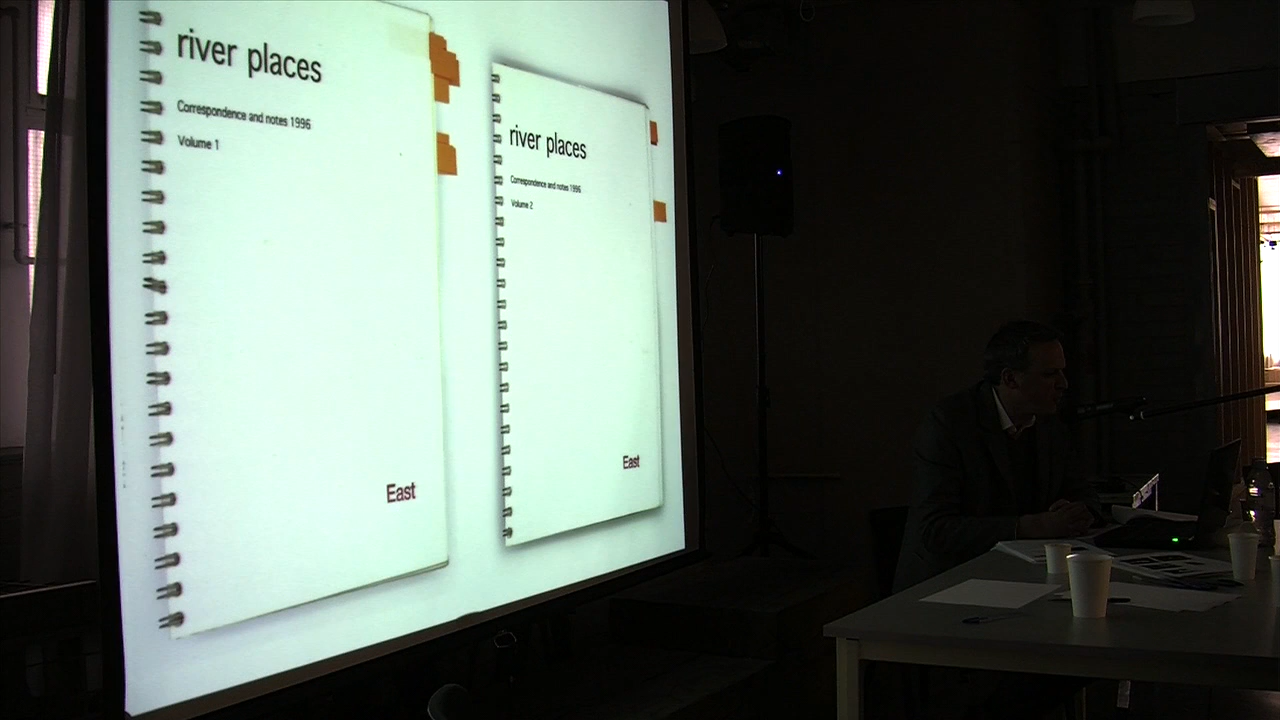 river places
Correspondence and notes 1996
Volume 1
East
river places
Correspondence and notes 1996
Volume 2
East